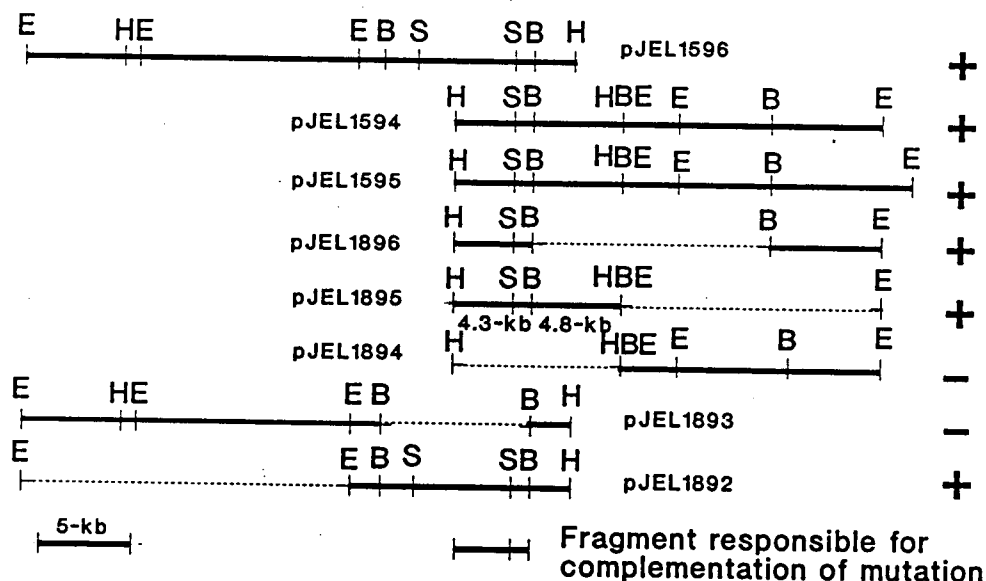 E HE E B S S B H pJEL1596 +
H S B HBE E B E
pJEL1594 +
H S B HBE E B E
pJEL1595 +
H S B B E
pJEL1896 +
H S B HBE E
pJEL1895 +
4.3-kb 4.8-kb
H HBE E B E
pJEL1894 −
E HE E B B H
pJEL1893 −
E E B S S B H
pJEL1892 +
5-kb
Fragment responsible for
complementation of mutation